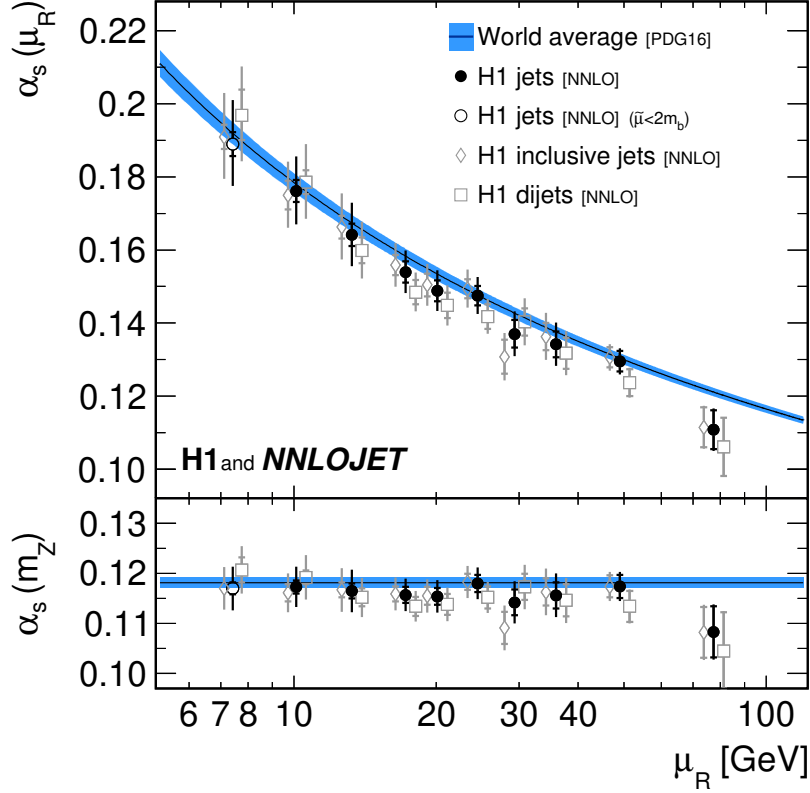 α_s (μ_R)
0.22
0.2
0.18
0.16
0.14
0.12
0.10
World average [PDG16]
H1 jets [NNLO]
H1 jets [NNLO] (μ̃<2m_b)
H1 inclusive jets [NNLO]
H1 dijets [NNLO]
H1 and NNLOJET
α_s (m_Z)
0.13
0.12
0.11
0.10
6 7 8 10 20 30 40 100
μ_R [GeV]